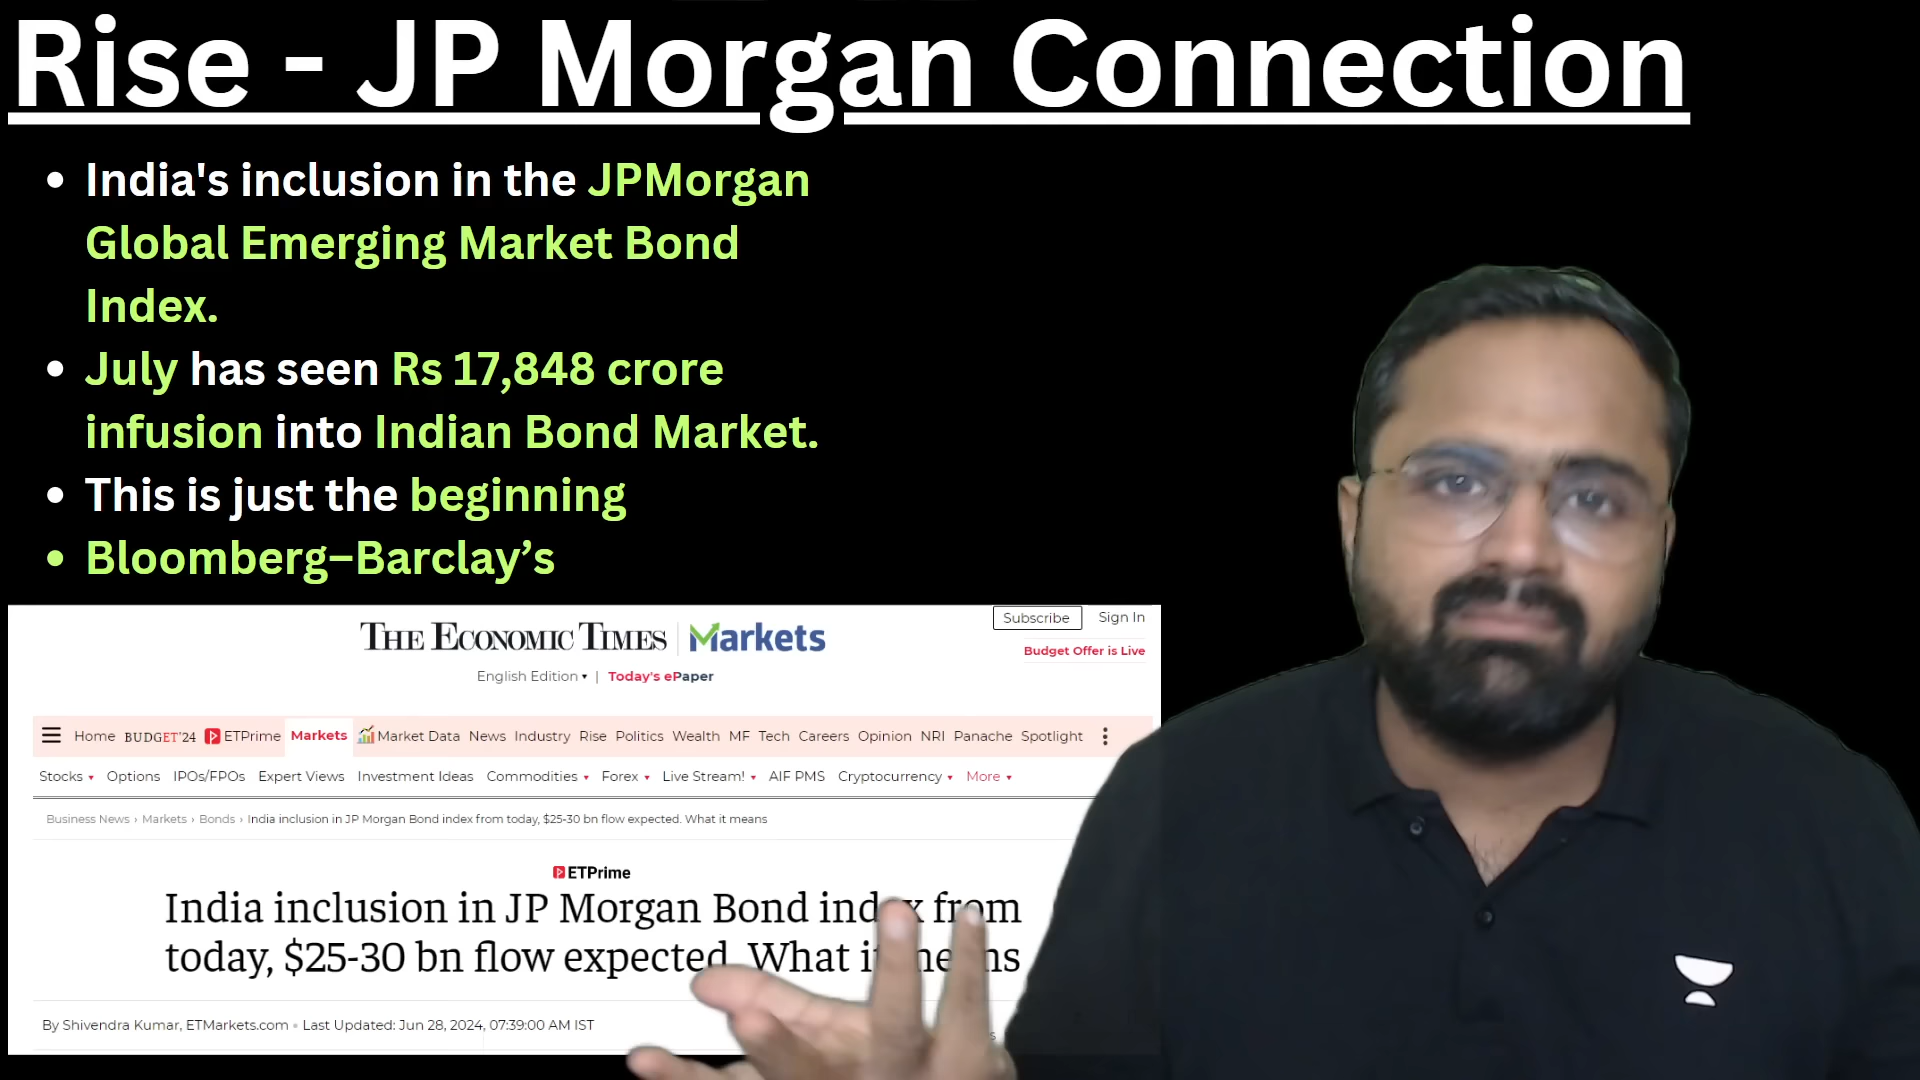 Rise - JP Morgan Connection
India's inclusion in the JPMorgan
Global Emerging Market Bond
Index.
July has seen Rs 17,848 crore
infusion into Indian Bond Market.
This is just the beginning
Bloomberg–Barclay’s
Subscribe Sign In
THE ECONOMIC TIMES | Markets
Budget Offer is Live
English Edition ▾ | Today's ePaper
Home BUDGET'24 ETPrime Markets Market Data News Industry Rise Politics Wealth MF Tech Careers Opinion NRI Panache Spotlight
Stocks ▾ Options IPOs/FPOs Expert Views Investment Ideas Commodities ▾ Forex ▾ Live Stream! ▾ AIF PMS Cryptocurrency ▾ More ▾
Business News › Markets › Bonds › India inclusion in JP Morgan Bond index from today, $25-30 bn flow expected. What it means
ETPrime
India inclusion in JP Morgan Bond index from
today, $25-30 bn flow expected. What it means
By Shivendra Kumar, ETMarkets.com • Last Updated: Jun 28, 2024, 07:39:00 AM IST